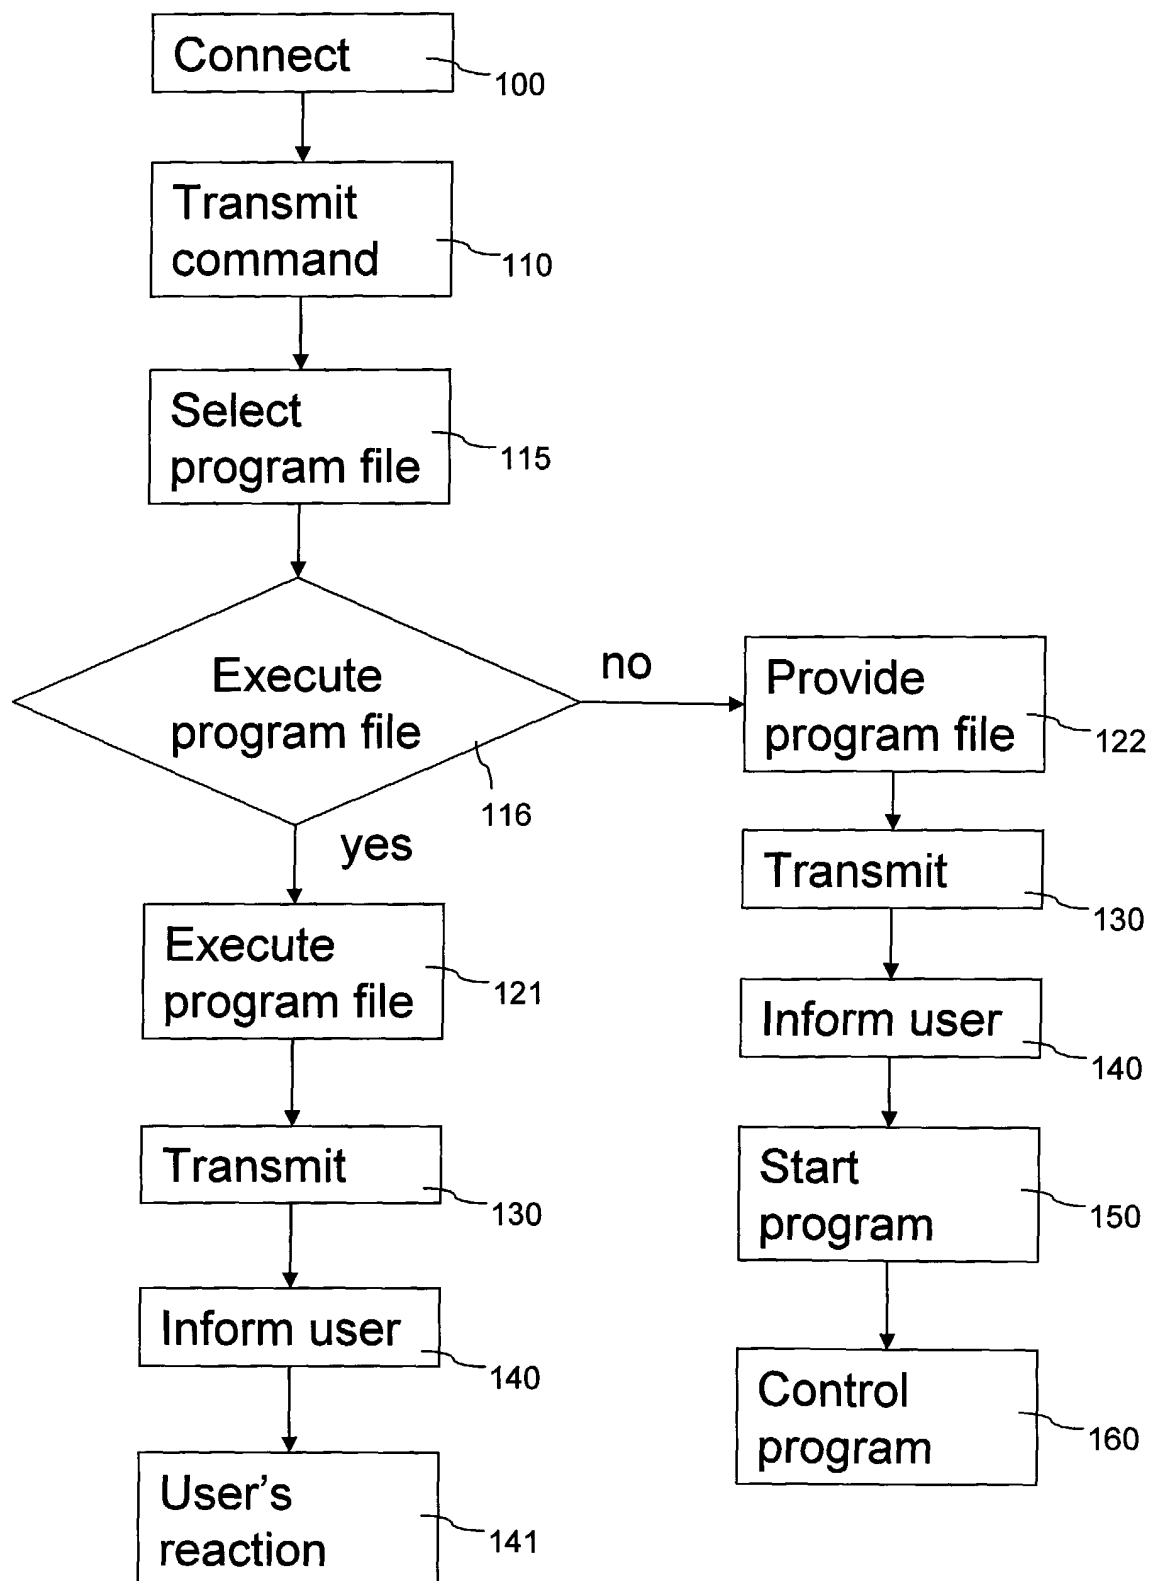 Connect
100
Transmit
command
110
Select
program file
115
Execute
program file
116
no
yes
Execute
program file
121
Transmit
130
Inform user
140
User's
reaction
141
Provide
program file
122
Transmit
130
Inform user
140
Start
program
150
Control
program
160